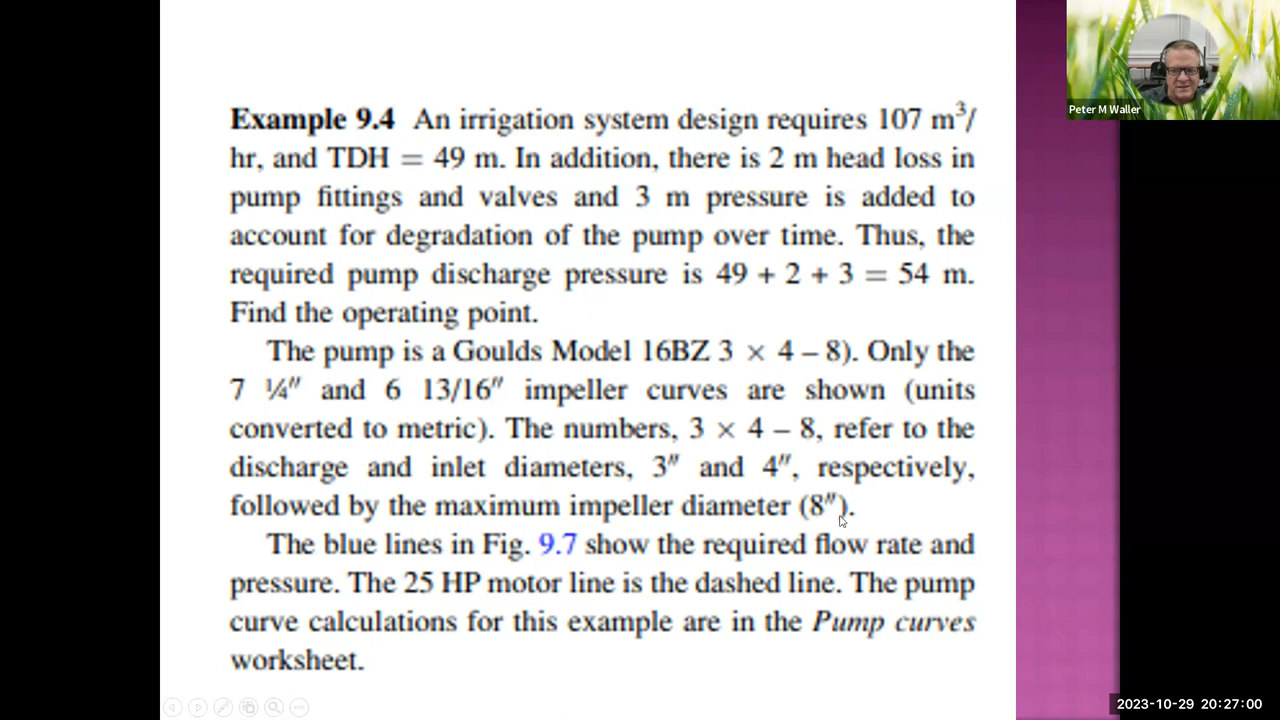 Example 9.4 An irrigation system design requires 107 m³/
hr, and TDH = 49 m. In addition, there is 2 m head loss in
pump fittings and valves and 3 m pressure is added to
account for degradation of the pump over time. Thus, the
required pump discharge pressure is 49 + 2 + 3 = 54 m.
Find the operating point.
The pump is a Goulds Model 16BZ 3 × 4 – 8). Only the
7 ¼″ and 6 13/16″ impeller curves are shown (units
converted to metric). The numbers, 3 × 4 – 8, refer to the
discharge and inlet diameters, 3″ and 4″, respectively,
followed by the maximum impeller diameter (8″).
The blue lines in Fig. 9.7 show the required flow rate and
pressure. The 25 HP motor line is the dashed line. The pump
curve calculations for this example are in the Pump curves
worksheet.
Peter M Waller
2023-10-29 20:27:00